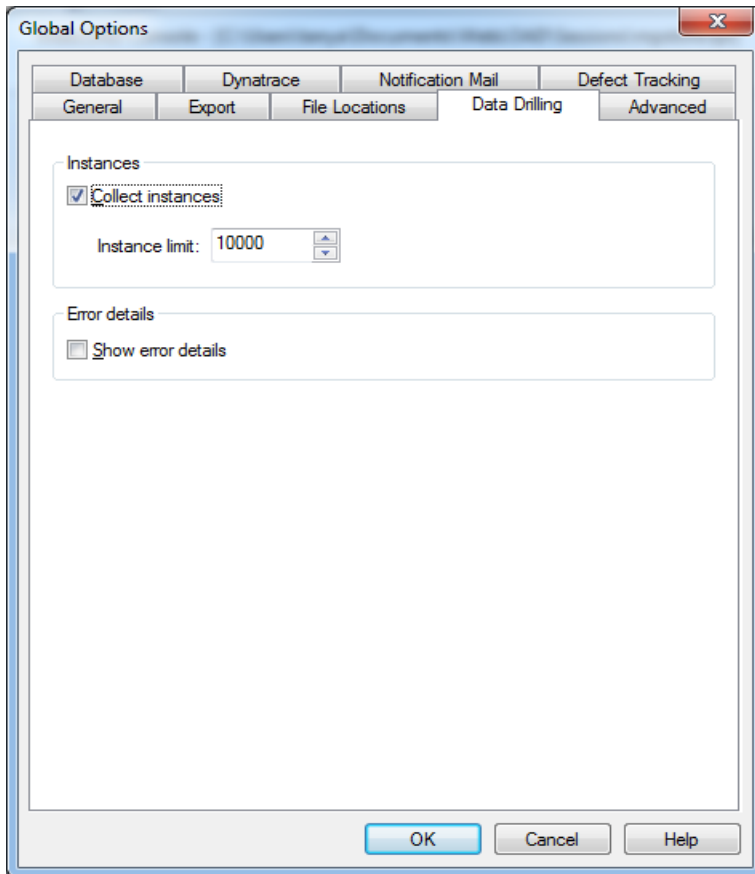 Global Options
Database Dynatrace Notification Mail Defect Tracking
General Export File Locations Data Drilling Advanced
Instances
Collect instances
Instance limit: 10000
Error details
Show error details
OK Cancel Help